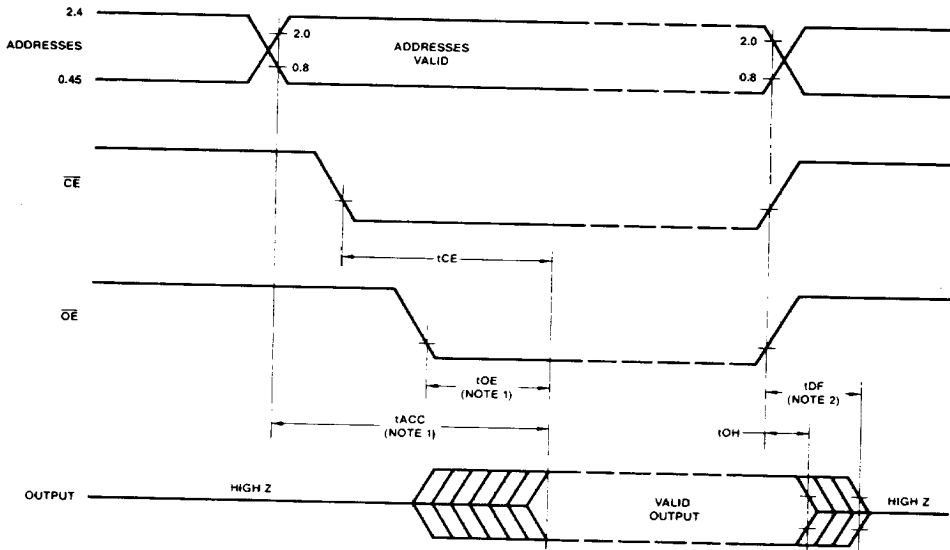 2.4
ADDRESSES
0.45
2.0
0.8
ADDRESSES
VALID
2.0
0.8
CE
tCE
OE
tOE
(NOTE 1)
tDF
(NOTE 2)
tACC
(NOTE 1)
tOH
OUTPUT
HIGH Z
VALID
OUTPUT
HIGH Z